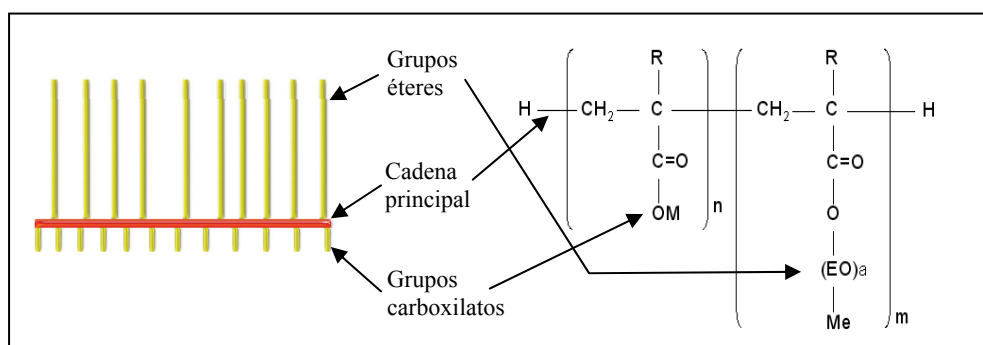 Grupos
éteres
Cadena
principal
Grupos
carboxilatos
R R
H CH₂ C CH₂ C H
C=O C=O
OM n O
(EO)a
Me m